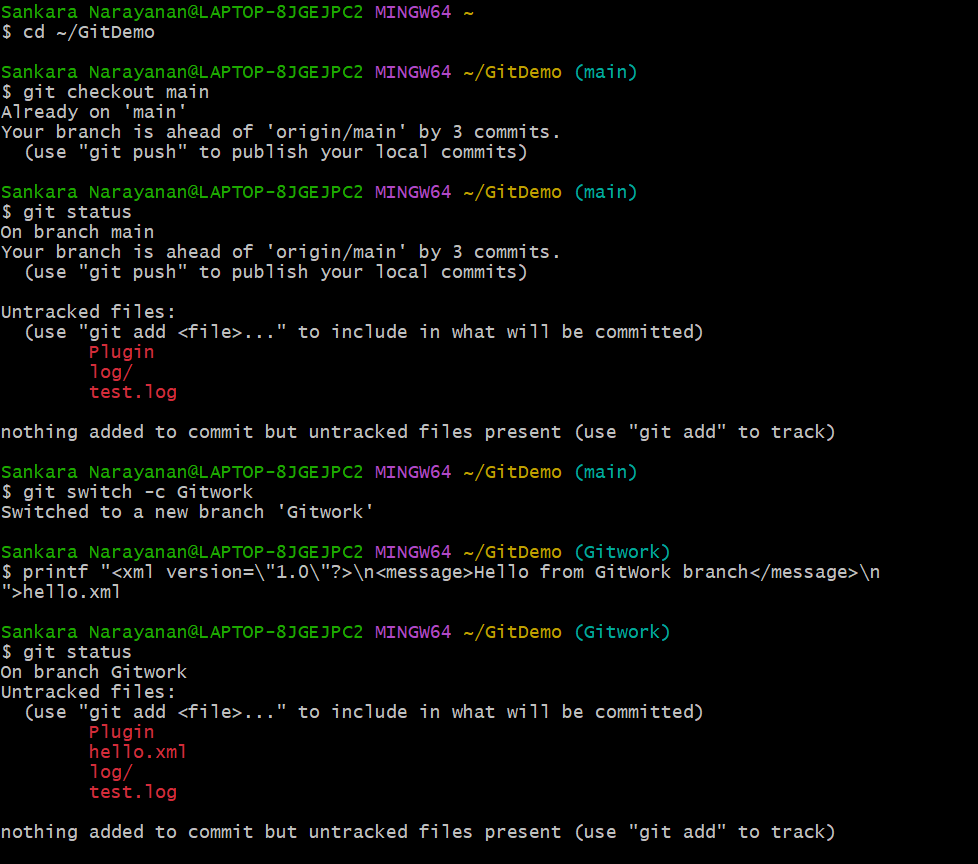 Sankara Narayanan@LAPTOP-8JGEJPC2 MINGW64 ~
$ cd ~/GitDemo
Sankara Narayanan@LAPTOP-8JGEJPC2 MINGW64 ~/GitDemo (main)
$ git checkout main
Already on 'main'
Your branch is ahead of 'origin/main' by 3 commits.
  (use "git push" to publish your local commits)
Sankara Narayanan@LAPTOP-8JGEJPC2 MINGW64 ~/GitDemo (main)
$ git status
On branch main
Your branch is ahead of 'origin/main' by 3 commits.
  (use "git push" to publish your local commits)
Untracked files:
  (use "git add <file>..." to include in what will be committed)
        Plugin
        log/
        test.log
nothing added to commit but untracked files present (use "git add" to track)
Sankara Narayanan@LAPTOP-8JGEJPC2 MINGW64 ~/GitDemo (main)
$ git switch -c Gitwork
Switched to a new branch 'Gitwork'
Sankara Narayanan@LAPTOP-8JGEJPC2 MINGW64 ~/GitDemo (Gitwork)
$ printf "<xml version=\"1.0\"?>\n<message>Hello from GitWork branch</message>\n
">hello.xml
Sankara Narayanan@LAPTOP-8JGEJPC2 MINGW64 ~/GitDemo (Gitwork)
$ git status
On branch Gitwork
Untracked files:
  (use "git add <file>..." to include in what will be committed)
        Plugin
        hello.xml
        log/
        test.log
nothing added to commit but untracked files present (use "git add" to track)